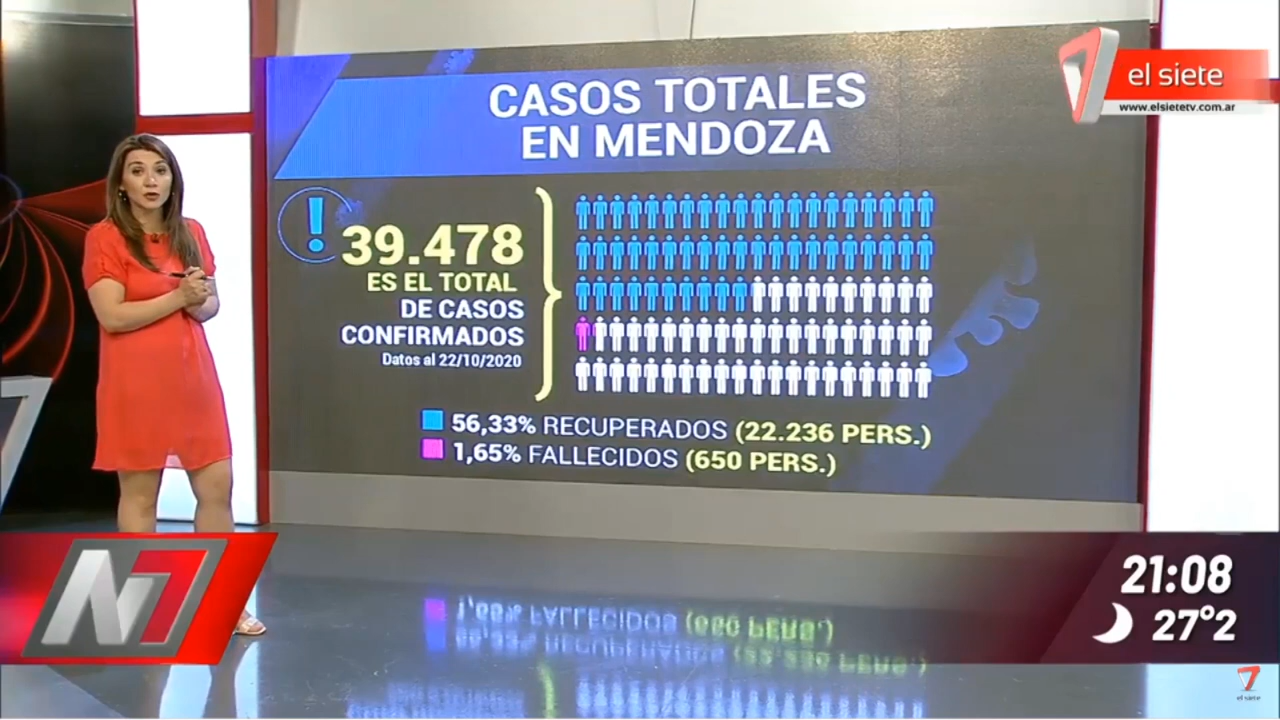 CASOS TOTALES
EN MENDOZA
el siete
www.elsietetv.com.ar
39.478
ES EL TOTAL
DE CASOS
CONFIRMADOS
Datos al 22/10/2020
56,33% RECUPERADOS (22.236 PERS.)
1,65% FALLECIDOS (650 PERS.)
N7
21:08
27°2
7
el siete